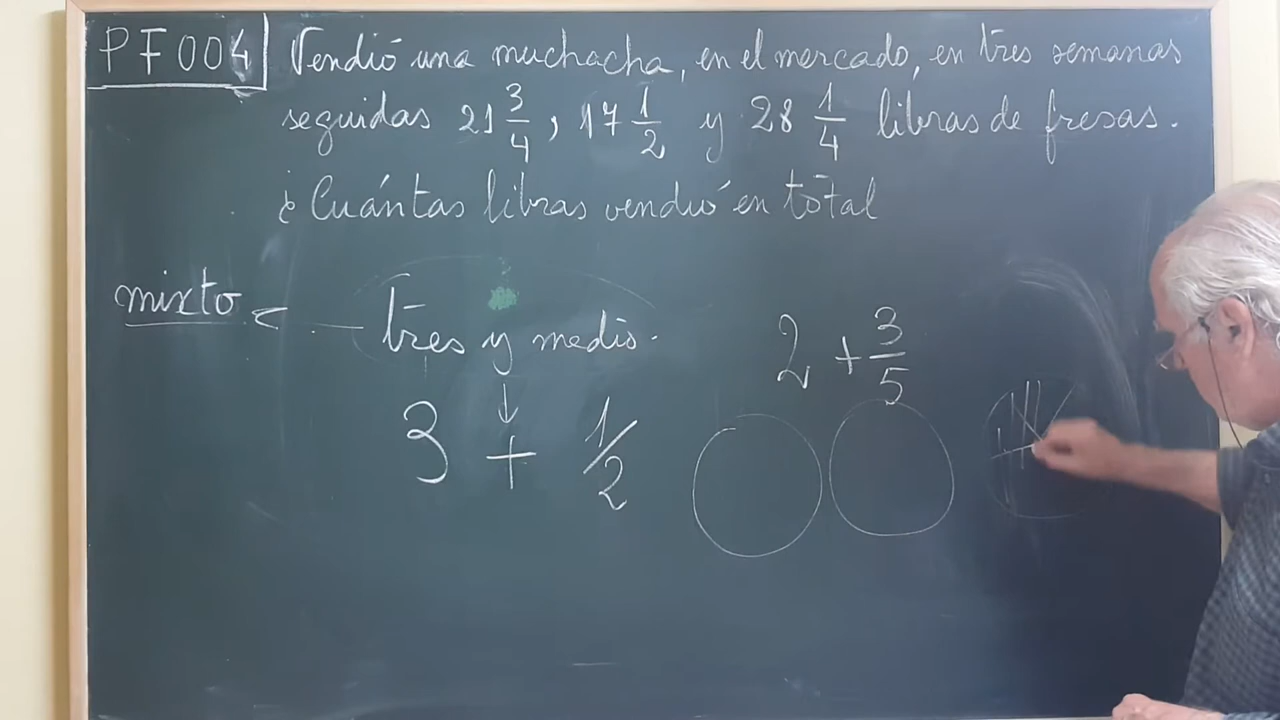 PF004 Vendió una muchacha, en el mercado, en tres semanas
seguidas 21 3/4, 17 1/2 y 28 1/4 libras de fresas.
¿Cuántas libras vendió en total
mixto < tres y medio.
2 + 3/5
↓
3 + 1/2